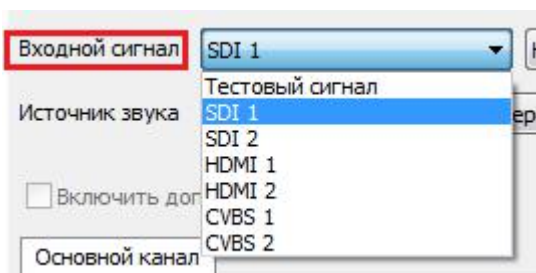 Входной сигнал SDI 1
Тестовый сигнал
Источник звука SDI 1
SDI 2
HDMI 1
Включить HDMI 2
CVBS 1
CVBS 2
Основной канал